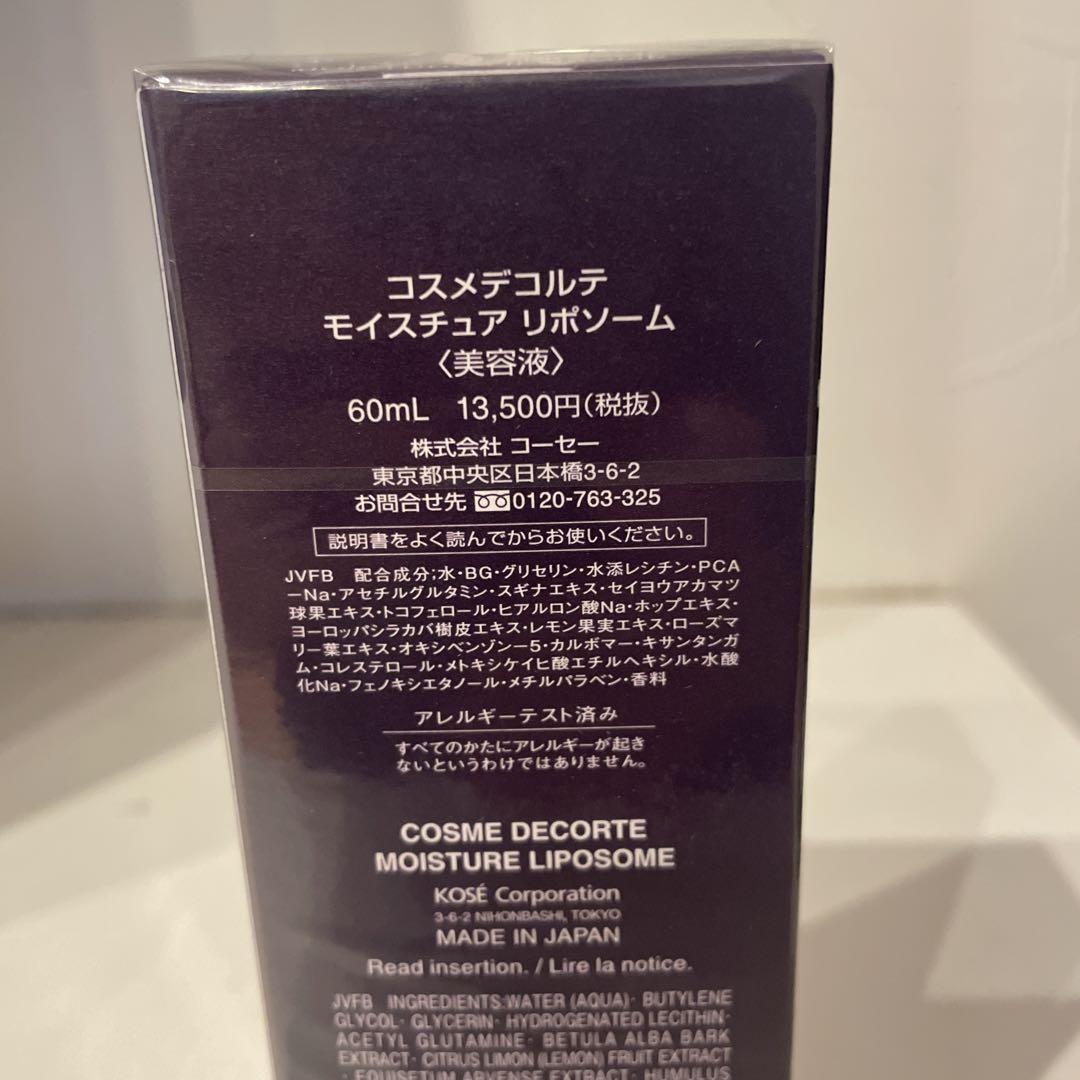 コスメデコルテ
モイスチュア リポソーム
〈美容液〉
60mL 13,500円(税抜)
株式会社 コーセー
東京都中央区日本橋3-6-2
お問合せ先 0120-763-325
説明書をよく読んでからお使いください。
JVFB 配合成分;水・BG・グリセリン・水添レシチン・PCA
ーNa・アセチルグルタミン・スギナエキス・セイヨウアカマツ
球果エキス・トコフェロール・ヒアルロン酸Na・ホップエキス・
ヨーロッパシラカバ樹皮エキス・レモン果実エキス・ローズマ
リー葉エキス・オキシベンゾンー5・カルボマー・キサンタンガ
ム・コレステロール・メトキシケイヒ酸エチルヘキシル・水酸
化Na・フェノキシエタノール・メチルパラベン・香料
アレルギーテスト済み
すべてのかたにアレルギーが起き
ないというわけではありません。
COSME DECORTE
MOISTURE LIPOSOME
KOSÉ Corporation
3-6-2 NIHONBASHI, TOKYO
MADE IN JAPAN
Read insertion. / Lire la notice.
JVFB INGREDIENTS:WATER (AQUA)· BUTYLENE
GLYCOL· GLYCERIN· HYDROGENATED LECITHIN·
ACETYL GLUTAMINE· BETULA ALBA BARK
EXTRACT· CITRUS LIMON (LEMON) FRUIT EXTRACT
· EQUISETUM ARVENSE EXTRACT· HUMULUS